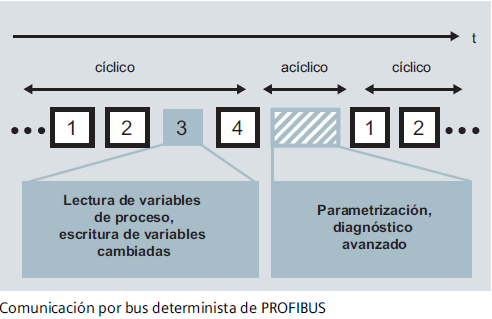 t
cíclico
acíclico
cíclico
••• 1 2 3 4 1 2 •••
Lectura de variables
de proceso,
escritura de variables
cambiadas
Parametrización,
diagnóstico
avanzado
Comunicación por bus determinista de PROFIBUS